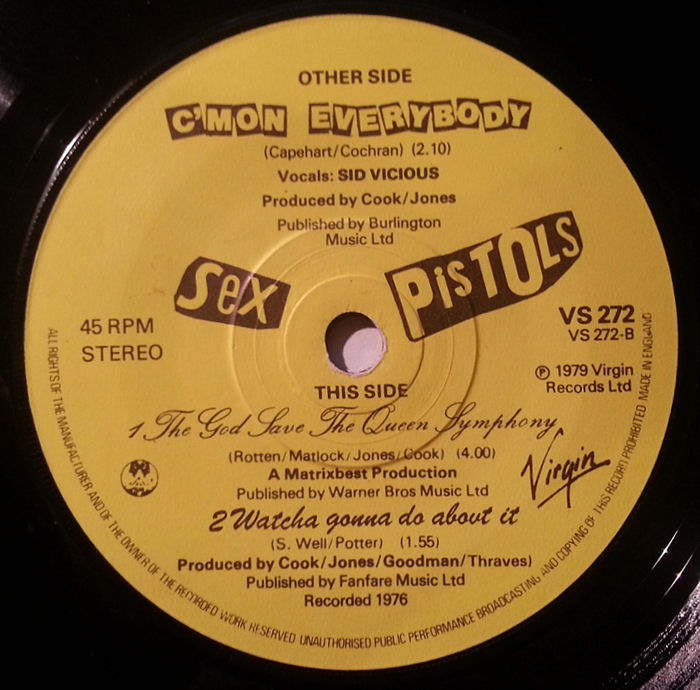 OTHER SIDE
C'MON EVERYBODY
(Capehart/Cochran) (2.10)
Vocals: SID VICIOUS
Produced by Cook/Jones
Published by Burlington
Music Ltd
Sex PiSTOLS
45 RPM
STEREO
VS 272
VS 272-B
℗ 1979 Virgin
Records Ltd
THIS SIDE
1 The God Save The Queen Symphony
(Rotten/Matlock/Jones/Cook) (4.00)
A Matrixbest Production
Published by Warner Bros Music Ltd
Virgin
2 Watcha gonna do about it
(S. Well/Potter) (1.55)
Produced by Cook/Jones/Goodman/Thraves)
Published by Fanfare Music Ltd
Recorded 1976
ALL RIGHTS OF THE MANUFACTURER AND OF THE OWNER OF THE RECORDED WORK RESERVED UNAUTHORISED PUBLIC PERFORMANCE BROADCASTING AND COPYING OF THIS RECORD PROHIBITED MADE IN ENGLAND